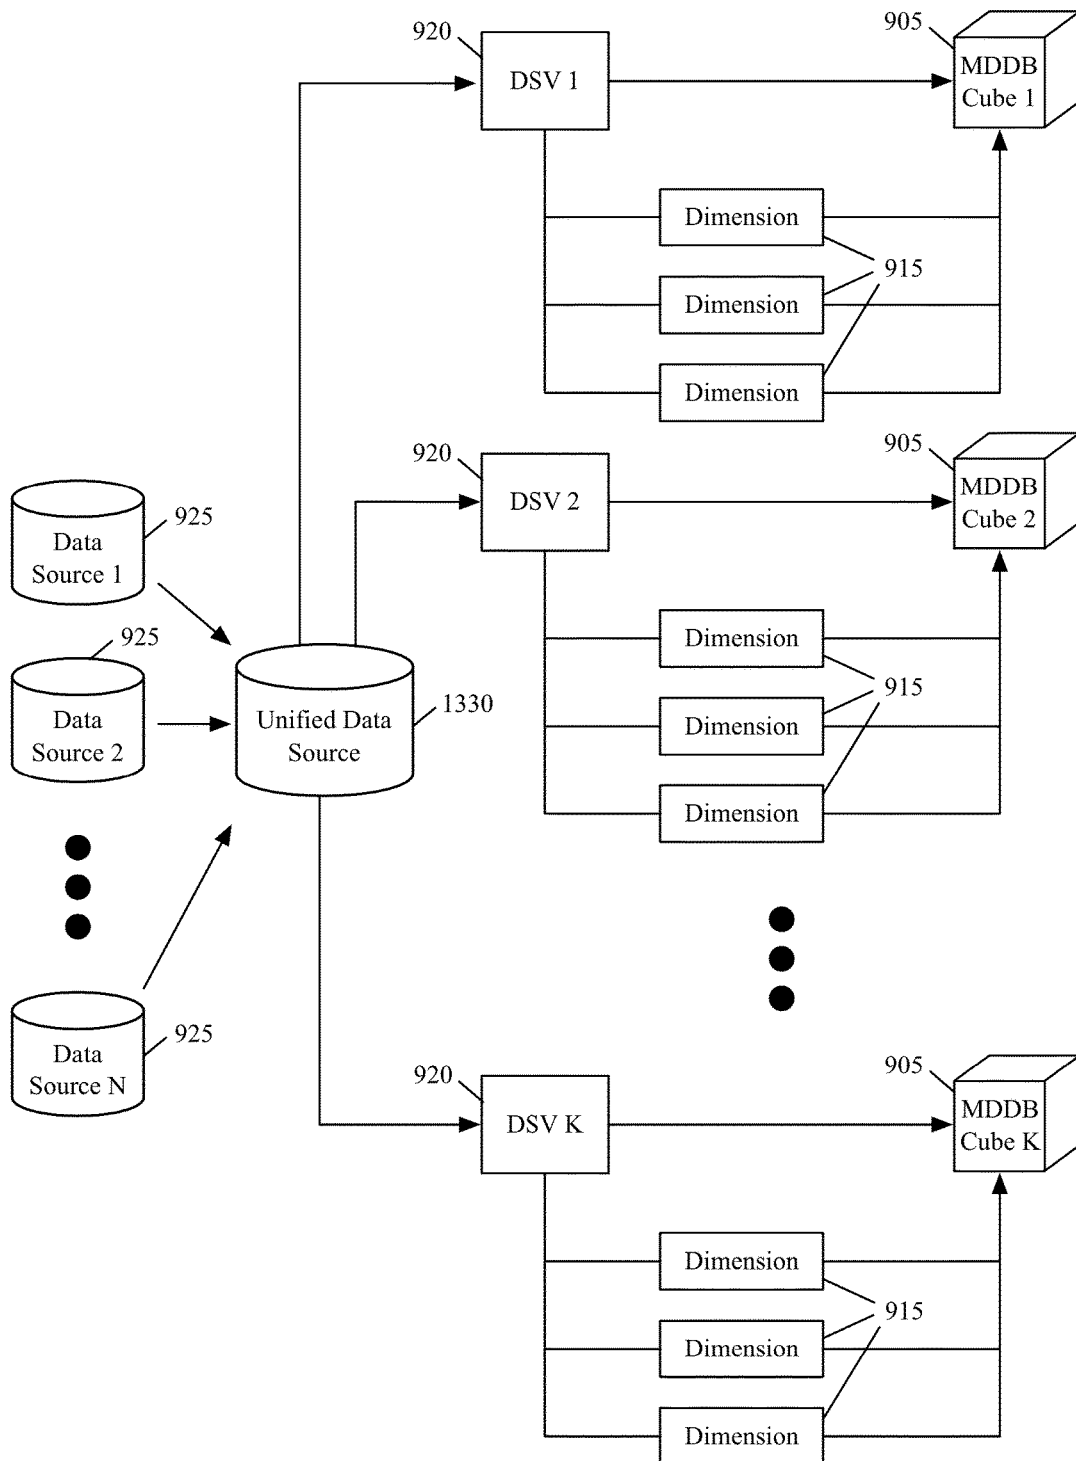 920
DSV 1
905
MDDB
Cube 1
Dimension
915
Dimension
Dimension
920
DSV 2
905
MDDB
Cube 2
Data
Source 1
925
Dimension
915
Dimension
Dimension
925
Data
Source 2
Unified Data
Source
1330
Data
Source N
925
920
DSV K
905
MDDB
Cube K
Dimension
915
Dimension
Dimension